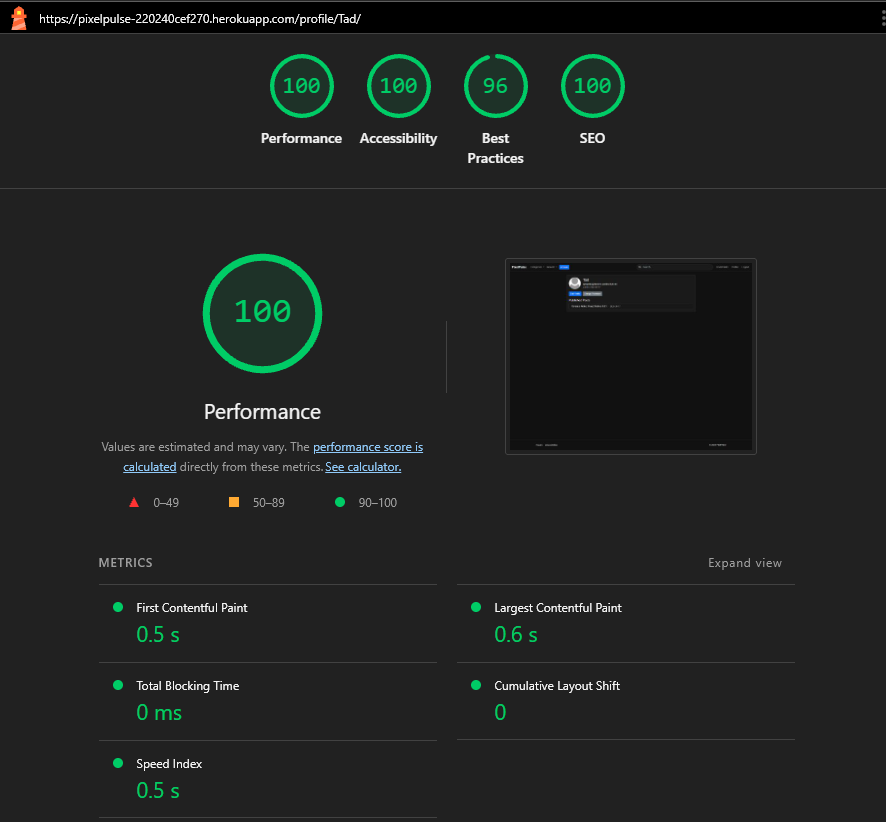 https://pixelpulse-220240cef270.herokuapp.com/profile/Tad/
100 100 96 100
Performance Accessibility Best Practices SEO
100
Performance
Values are estimated and may vary. The performance score is
calculated directly from these metrics. See calculator.
0–49 50–89 90–100
METRICS Expand view
First Contentful Paint
0.5 s
Largest Contentful Paint
0.6 s
Total Blocking Time
0 ms
Cumulative Layout Shift
0
Speed Index
0.5 s